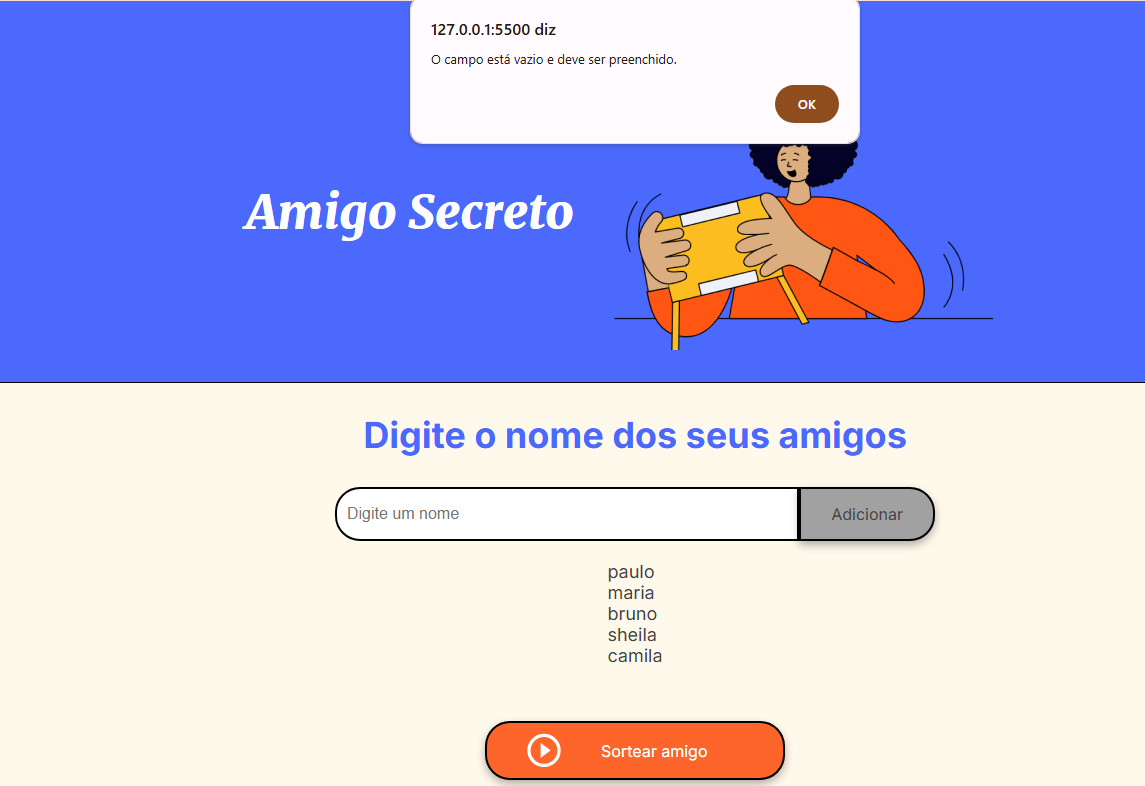 127.0.0.1:5500 diz
O campo está vazio e deve ser preenchido.
OK
Amigo Secreto
Digite o nome dos seus amigos
Digite um nome
Adicionar
paulo
maria
bruno
sheila
camila
Sortear amigo